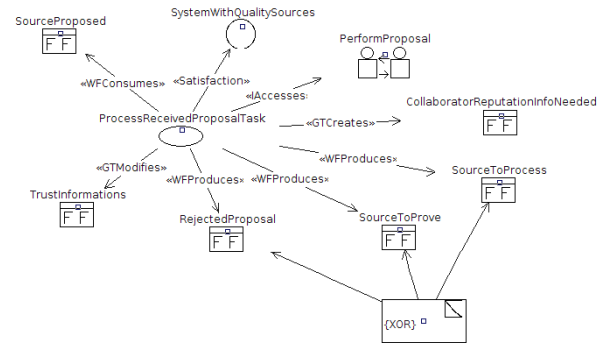 SystemWithQualitySources
SourceProposed
F F
PerformProposal
«WFConsumes»
«Satisfaction»
«IAccesses»
CollaboratorReputationInfoNeeded
F F
ProcessReceivedProposalTask
«GTCreates»
«WFProduces»
«GTModifies»
«WFProduces»
«WFProduces»
SourceToProcess
F F
TrustInformations
F F
RejectedProposal
F F
SourceToProve
F F
{XOR}